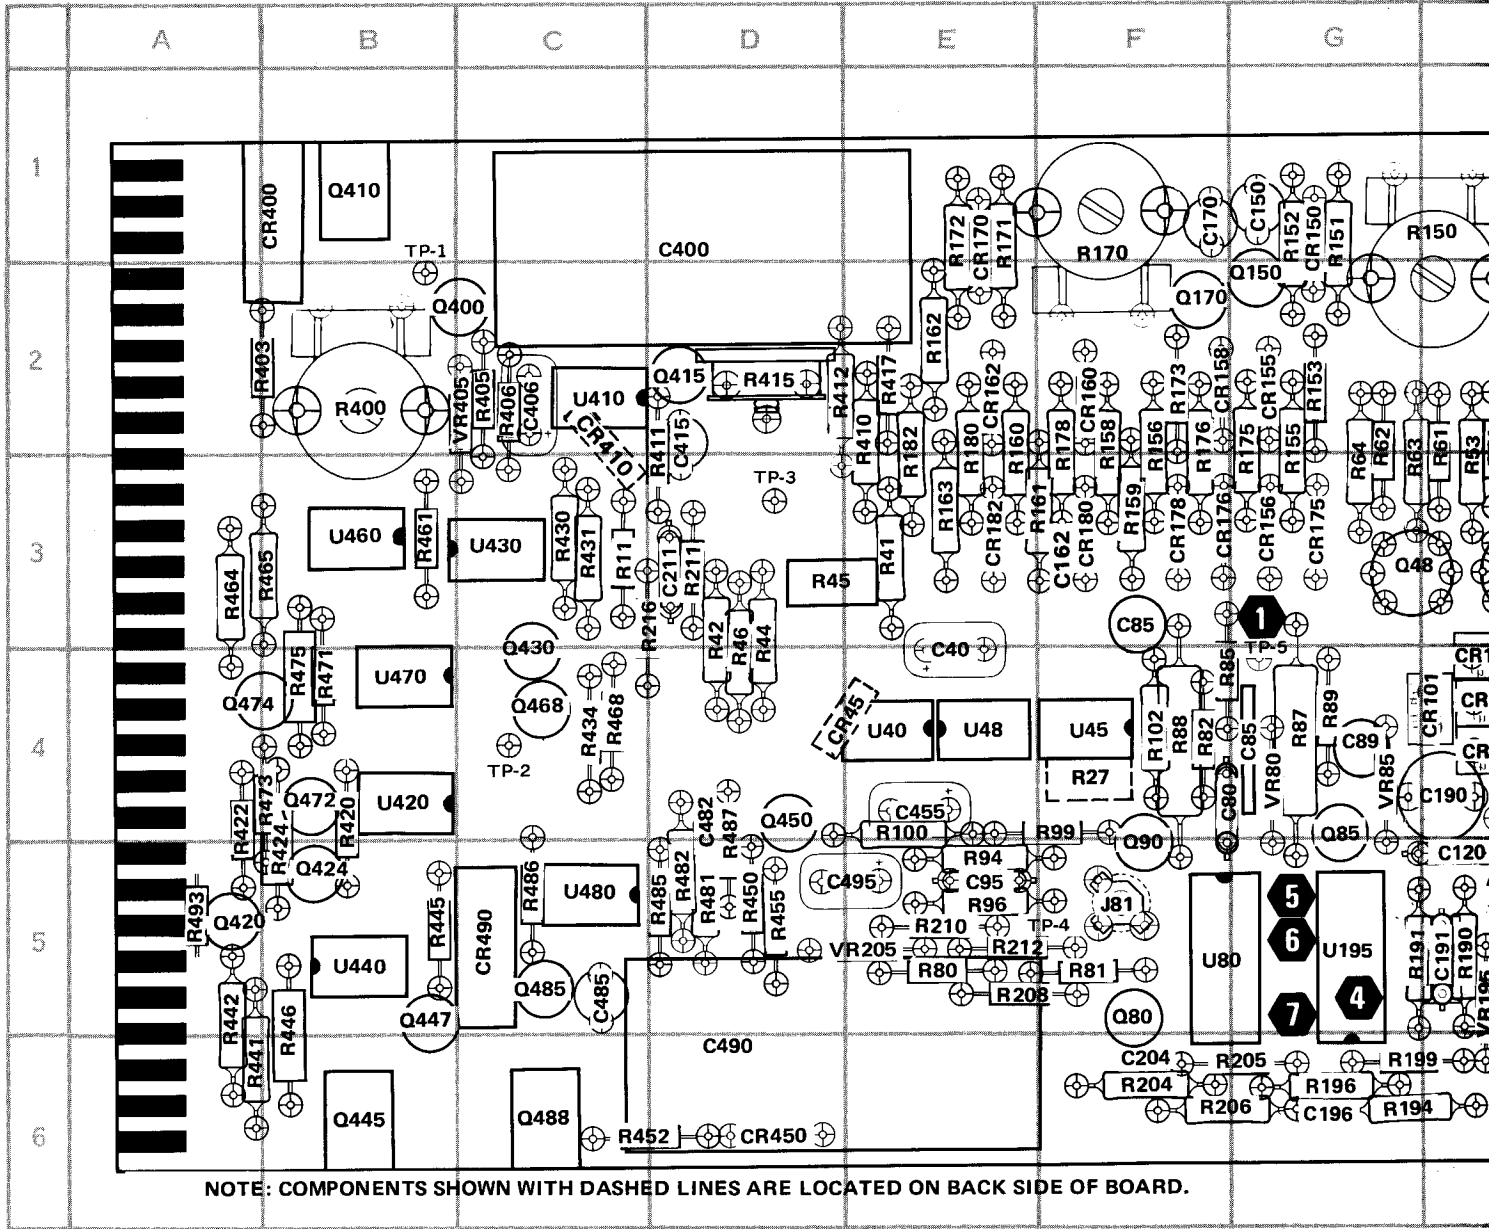 A B C D E F G
1
CR400 Q410 C400 R172 CR170 R171 R170 C170 C150 R152 CR150 R151 R150
TP-1
Q400 Q170 Q150
2
R403 R400 VR405 R405 R406 C406 U410 CR410 Q415 R415 R412 R417 R162 CR162 CR160 R173 CR158 CR155 R153
R411 C415 R410 R182 R180 R160 R178 R158 R156 R176 R175 R155 R64 R62 R63 R61 R53
TP-3
3
U460 R461 U430 R430 R431 R11 C211 R211 R45 R41 R163 CR182 R161 C162 CR180 R159 CR178 CR176 CR156 CR175 Q48
R464 R465 R216 R42 R46 R44 C85 1
TP-5
Q430 C40 R85
R475 R471 U470 CR1
Q474 Q468 R434 R468 CR45 U40 U48 U45 R102 R88 R82 C85 VR80 R87 R89 C89 VR85 CR101 CR
4
TP-2
CR
R27
R422 R473 Q472 R420 U420 C482 R487 Q450 C455 C80 C190
R424 R100 R99 Q90 Q85
Q424 R486 U480 R485 R482 R481 R450 R455 C495 R94 C95 R96 J81 5 C120
R493 Q420 R445 CR490 R210 TP-4
5
U440 VR205 R212 U80 6 U195 R191 C191 R190
R80 R81
R442 R446 Q447 Q485 C485 R208 Q80 7 4 VR195
R441 C490 C204 R205 R199
R204 R196
Q445 Q488 R206 C196 R194
6
R452 CR450
NOTE: COMPONENTS SHOWN WITH DASHED LINES ARE LOCATED ON BACK SIDE OF BOARD.